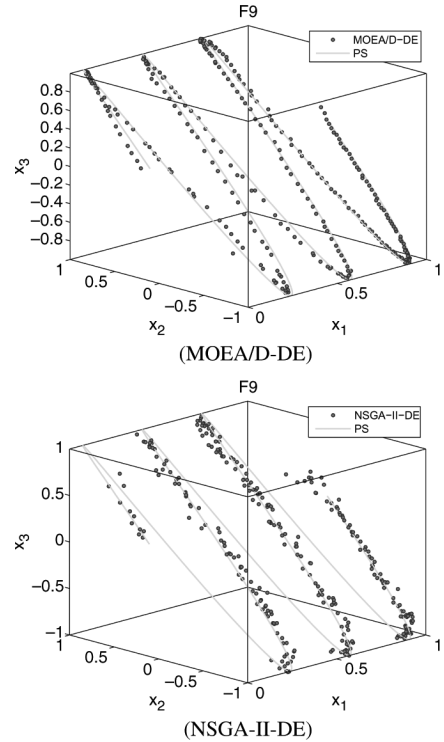 F9
MOEA/D-DE
PS
0.8
0.6
0.4
0.2
0
−0.2
−0.4
−0.6
−0.8
x3
1
0.5
0
−0.5
−1
x2
0
0.5
1
x1
(MOEA/D-DE)
F9
NSGA−II−DE
PS
1
0.5
0
−0.5
−1
x3
1
0.5
0
−0.5
−1
x2
0
0.5
1
x1
(NSGA-II-DE)